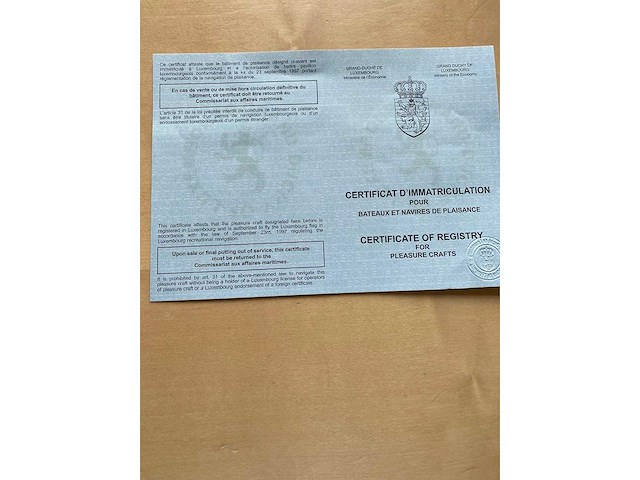 Ce certificat atteste que le bâtiment de plaisance désigné ci-avant est
immatriculé à Luxembourg et a l'autorisation de battre pavillon
luxembourgeois conformément à la loi du 23 septembre 1997 portant
réglementation de la navigation de plaisance.
En cas de vente ou de mise hors circulation définitive du
bâtiment, ce certificat doit être retourné au
Commissariat aux affaires maritimes.
L'article 31 de la loi précitée interdit de conduire de bâtiment de plaisance
sans être titulaire d'un permis de navigation luxembourgeois ou d'un
endossement luxembourgeois d'un permis étranger.
This certificate attests that the pleasure craft designated here before is
registered in Luxembourg and is authorized to fly the Luxembourg flag in
accordance with the law of September 23rd, 1997 regulating the
Luxembourg recreational navigation.
Upon sale or final putting out of service, this certificate
must be returned to the
Commissariat aux affaires maritimes.
It is prohibited by art. 31 of the above-mentioned law to navigate this
pleasure craft without being a holder of a Luxembourg license for operators
of pleasure craft or a Luxembourg endorsement of a foreign certificate.
GRAND-DUCHÉ DE
LUXEMBOURG
Ministère de l'Économie
GRAND DUCHY OF
LUXEMBOURG
Ministry of the Economy
CERTIFICAT D'IMMATRICULATION
POUR
BATEAUX ET NAVIRES DE PLAISANCE
CERTIFICATE OF REGISTRY
FOR
PLEASURE CRAFTS